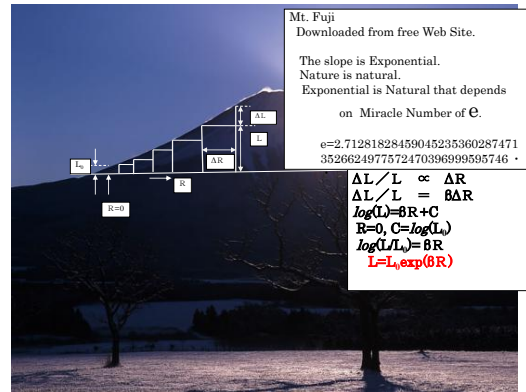 Mt. Fuji
Downloaded from free Web Site.
The slope is Exponential.
Nature is natural.
Exponential is Natural that depends
on Miracle Number of e.
e=2.71281828459045235360287471
35266249775724703969995957­46・
ΔL
L
L₀
ΔR
R
R=0
ΔL／L ∝ ΔR
ΔL／L = βΔR
log(L)=βR+C
R=0, C=log(L₀)
log(L/L₀)=βR
L=L₀exp(βR)